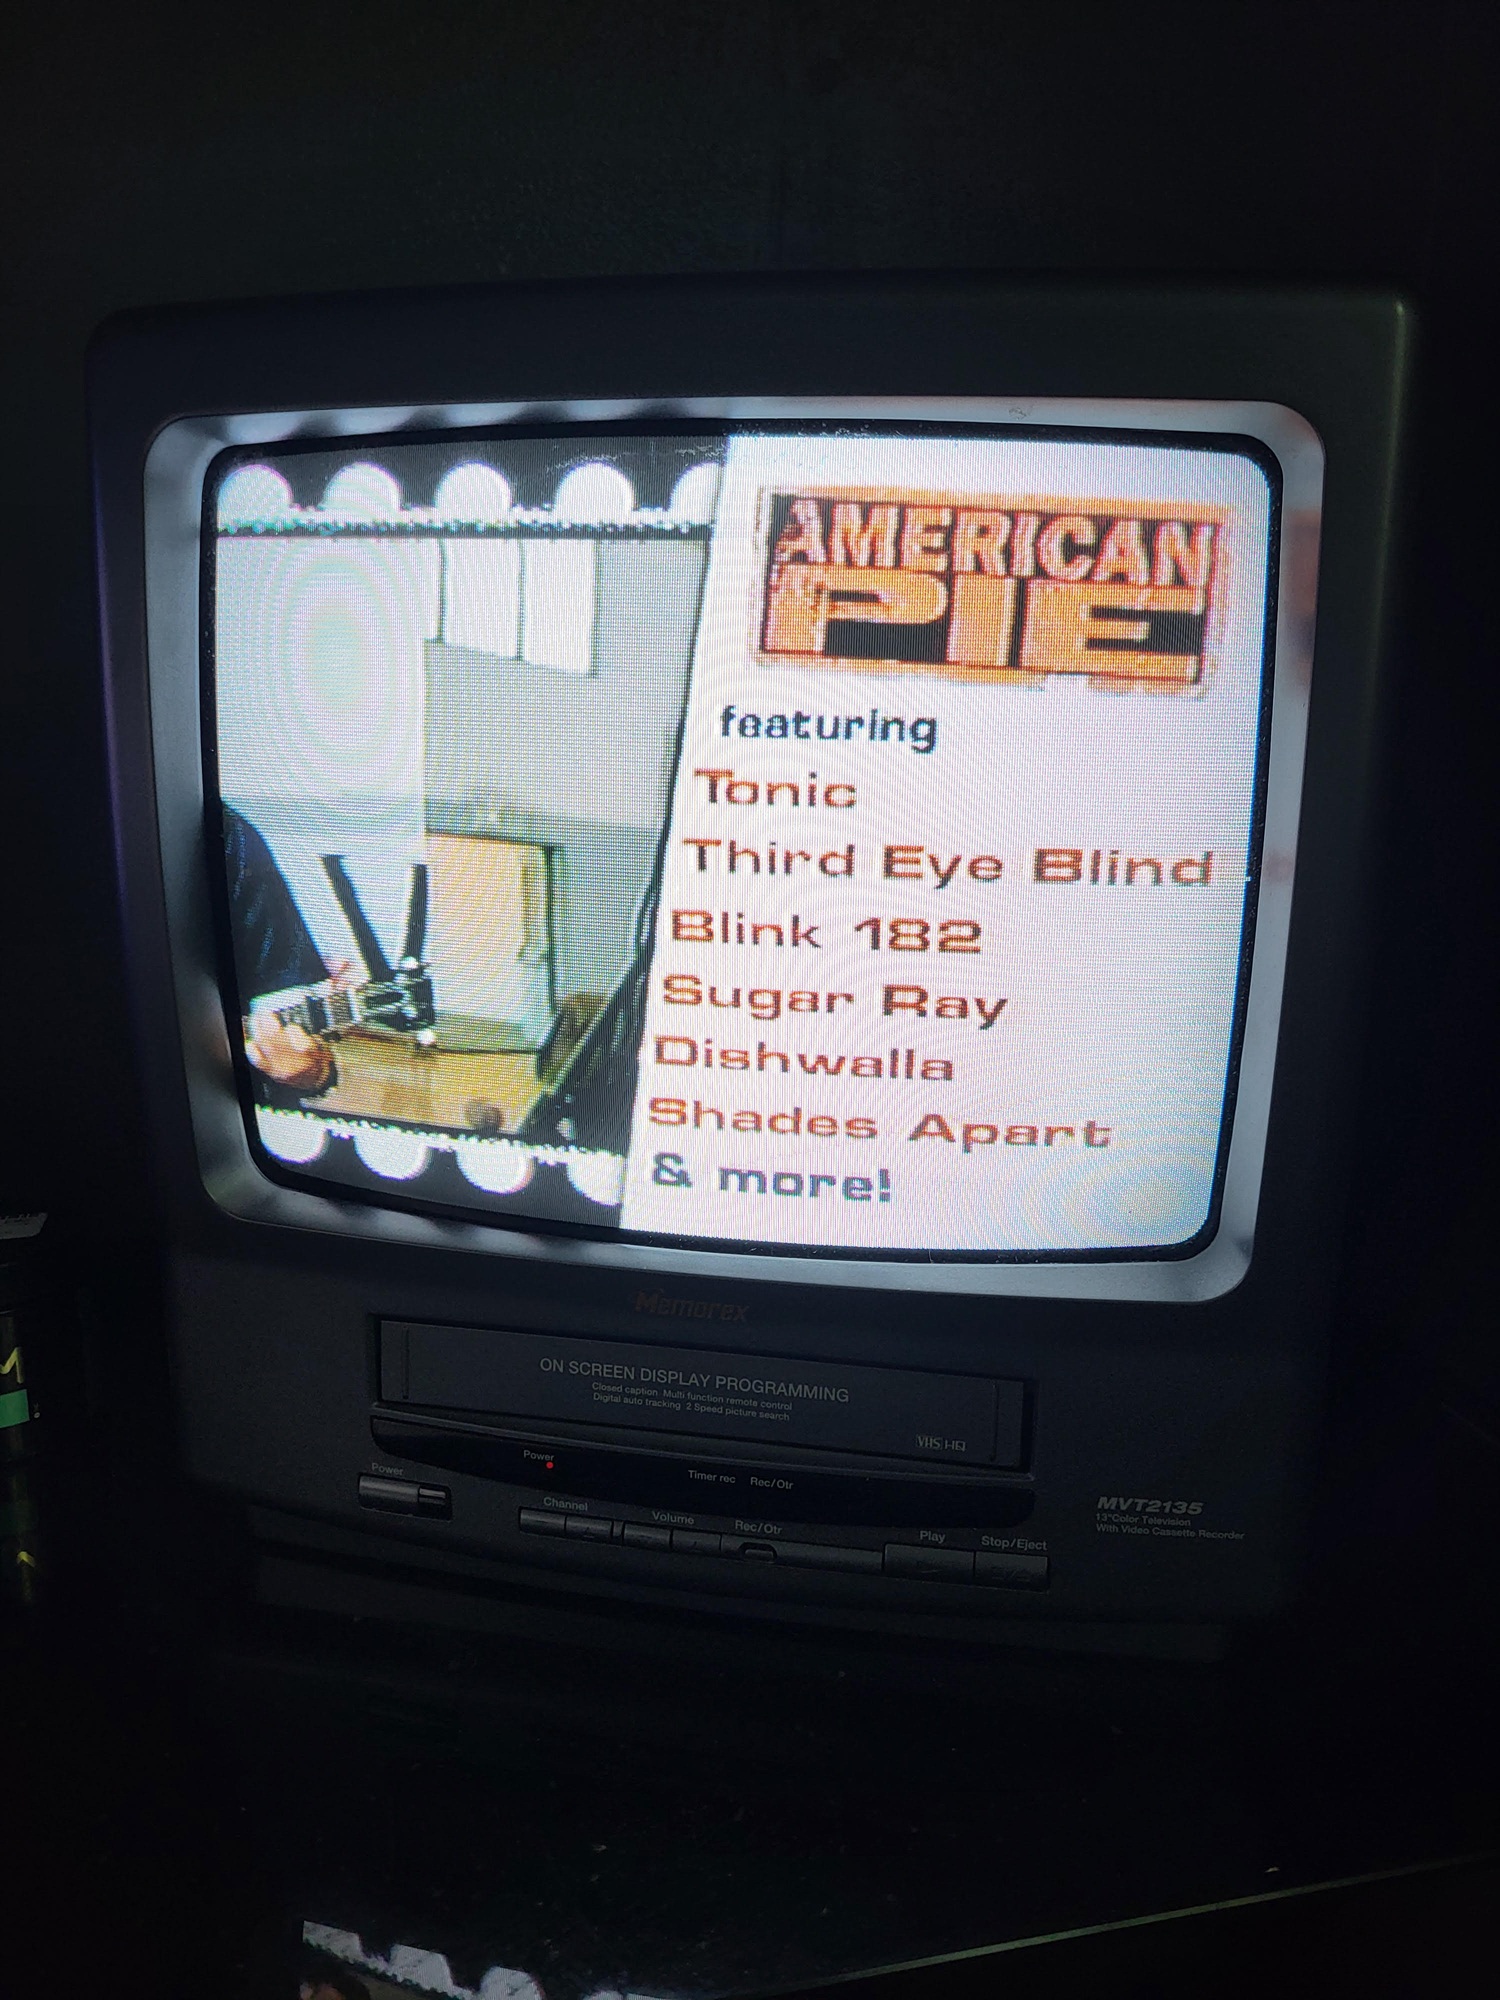 AMERICAN
PIE
featuring
Tonic
Third Eye Blind
Blink 182
Sugar Ray
Dishwalla
Shades Apart
& more!
Memorex
ON SCREEN DISPLAY PROGRAMMING
Closed caption Multi function remote control
Digital auto tracking 2 Speed picture search
VHS HQ
Power
Timer rec Rec/Otr
Power
Channel
Volume
Rec/Otr
Play
Stop/Eject
MVT2135
13"Color Television
With Video Cassette Recorder